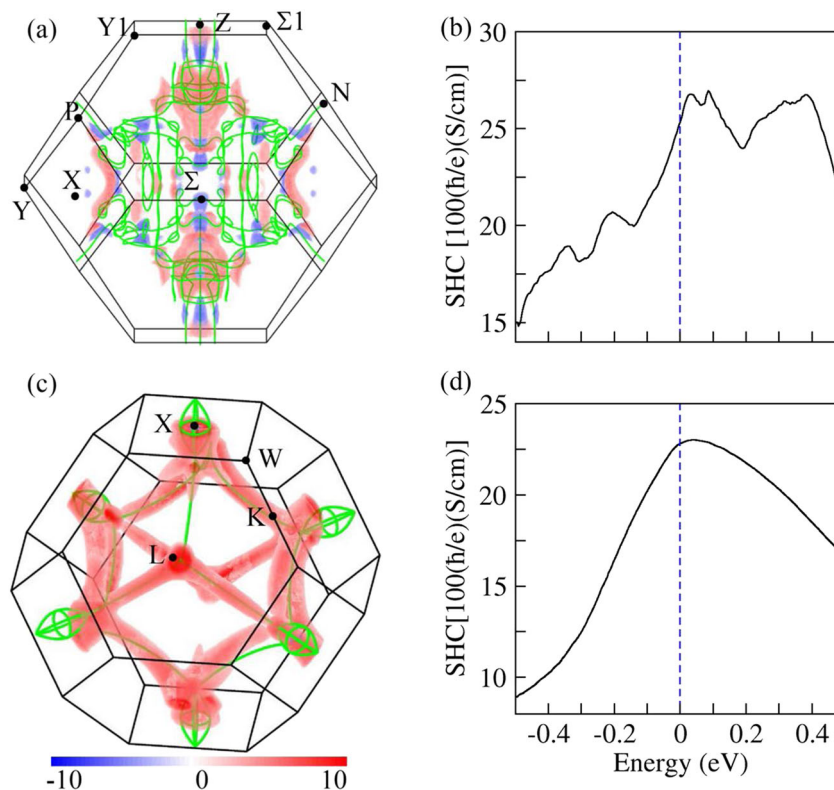 (a)
Y1
Z
Σ1
N
P
X
Σ
Y
(b)
30
25
20
15
SHC [100(ħ/e)(S/cm)]
(c)
X
W
K
L
-10
0
10
(d)
25
20
15
10
SHC[100(ħ/e)(S/cm)]
-0.4
-0.2
0
0.2
0.4
Energy (eV)